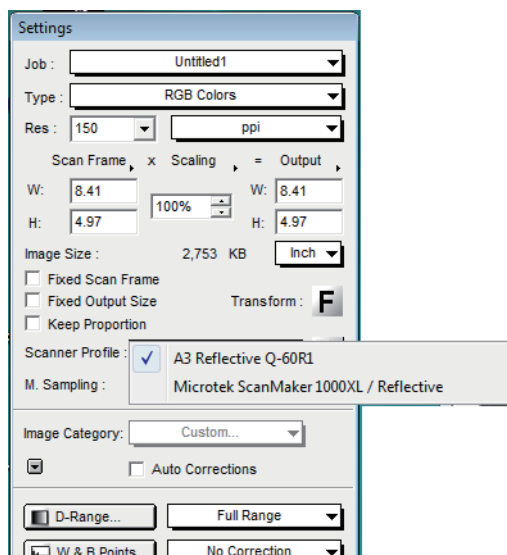 Settings
Job : Untitled1
Type : RGB Colors
Res : 150 ppi
Scan Frame x Scaling = Output
W: 8.41 100% W: 8.41
H: 4.97 H: 4.97
Image Size : 2,753 KB Inch
Fixed Scan Frame
Fixed Output Size Transform : F
Keep Proportion
Scanner Profile : A3 Reflective Q-60R1
M. Sampling : Microtek ScanMaker 1000XL / Reflective
Image Category: Custom...
Auto Corrections
D-Range... Full Range
W & B Points No Correction